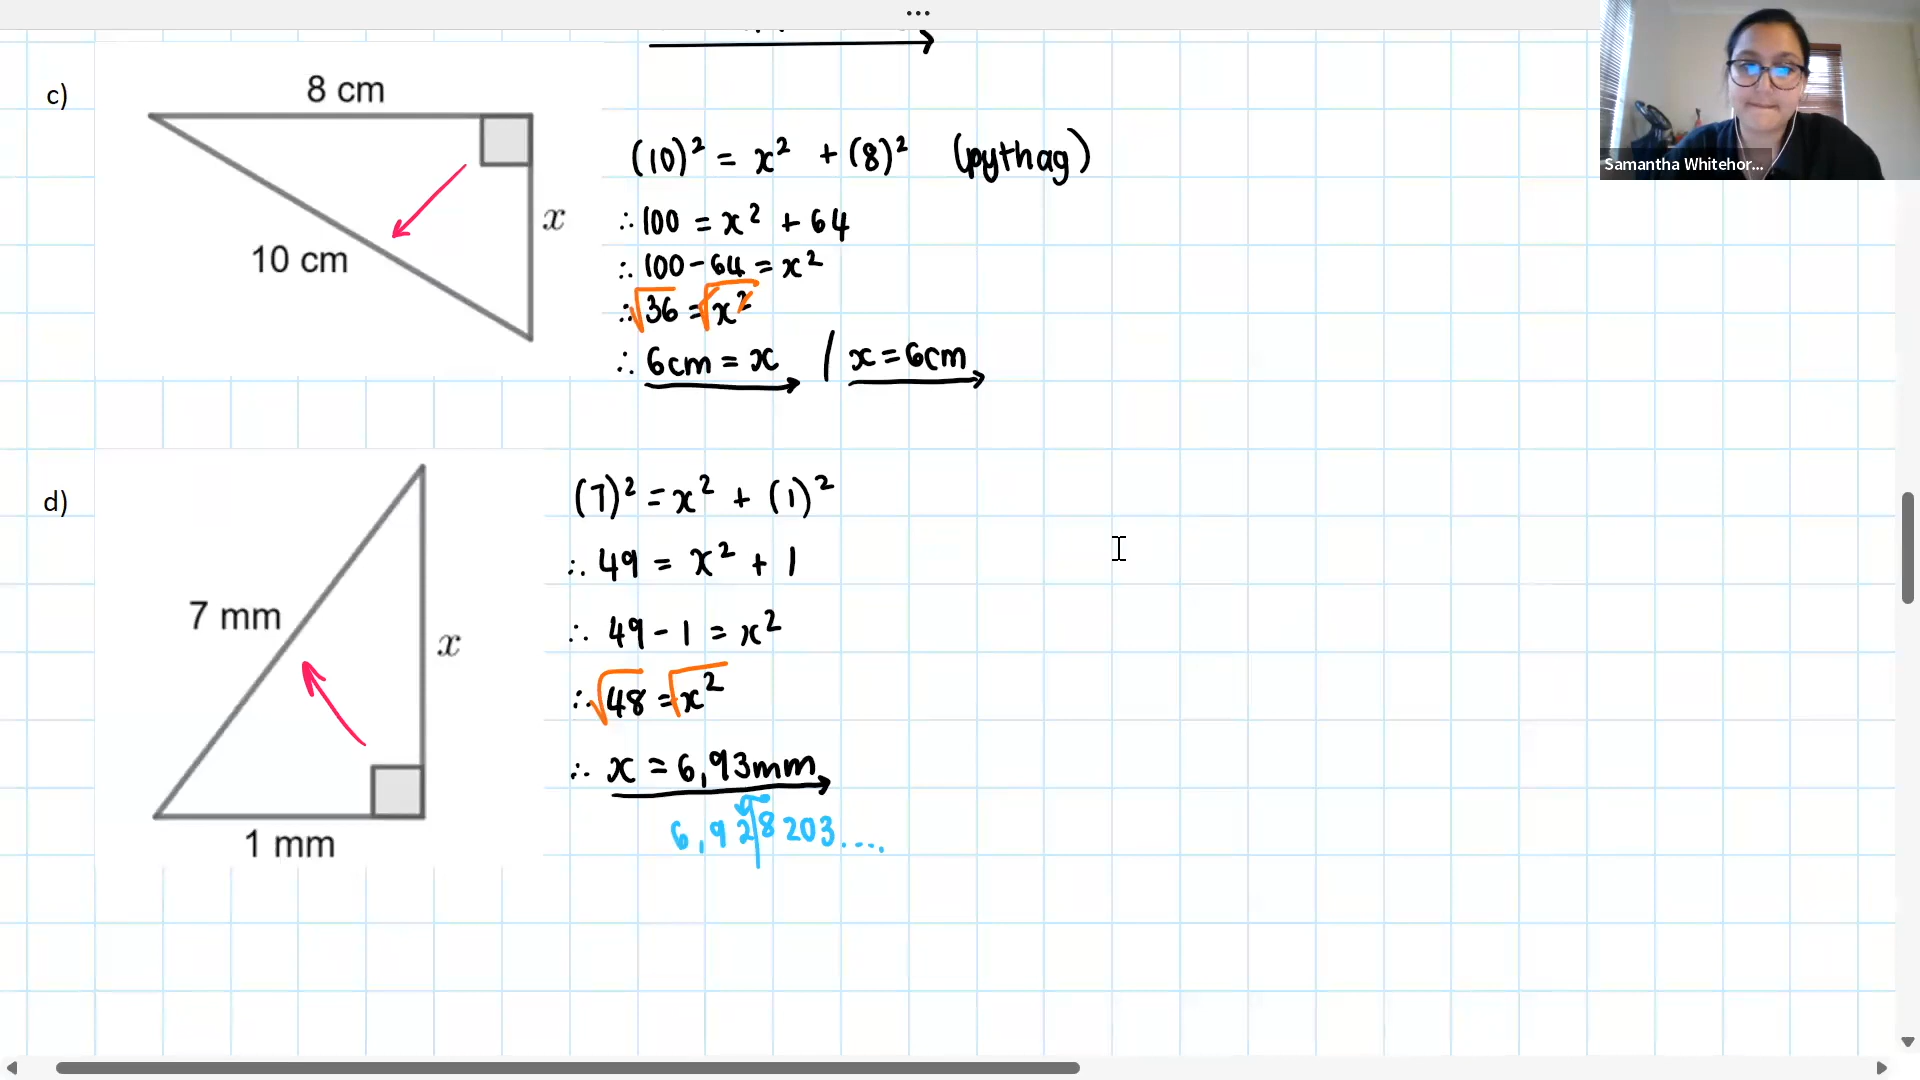 ...
c)
8 cm
10 cm
x
(10)² = x² + (8)² (pythag)
∴ 100 = x² + 64
∴ 100 - 64 = x²
∴ √36 = √x²
∴ 6cm = x / x = 6cm
d)
7 mm
x
1 mm
(7)² = x² + (1)²
∴ 49 = x² + 1
∴ 49 - 1 = x²
∴ √48 = √x²
∴ x = 6,93mm
6,92|8203....
Samantha Whitehor...